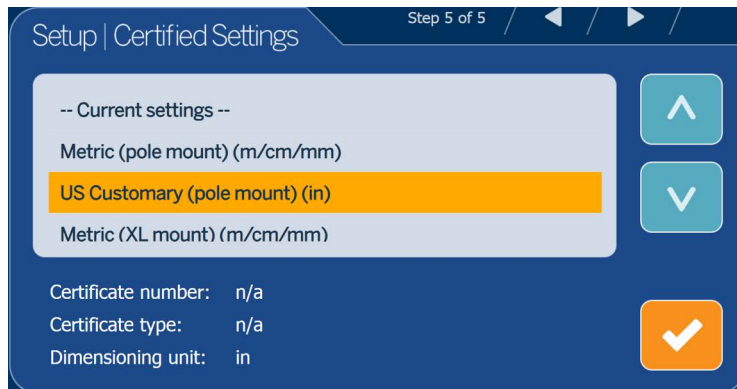 Setup | Certified Settings
Step 5 of 5
-- Current settings --
Metric (pole mount) (m/cm/mm)
US Customary (pole mount) (in)
Metric (XL mount) (m/cm/mm)
Certificate number: n/a
Certificate type: n/a
Dimensioning unit: in